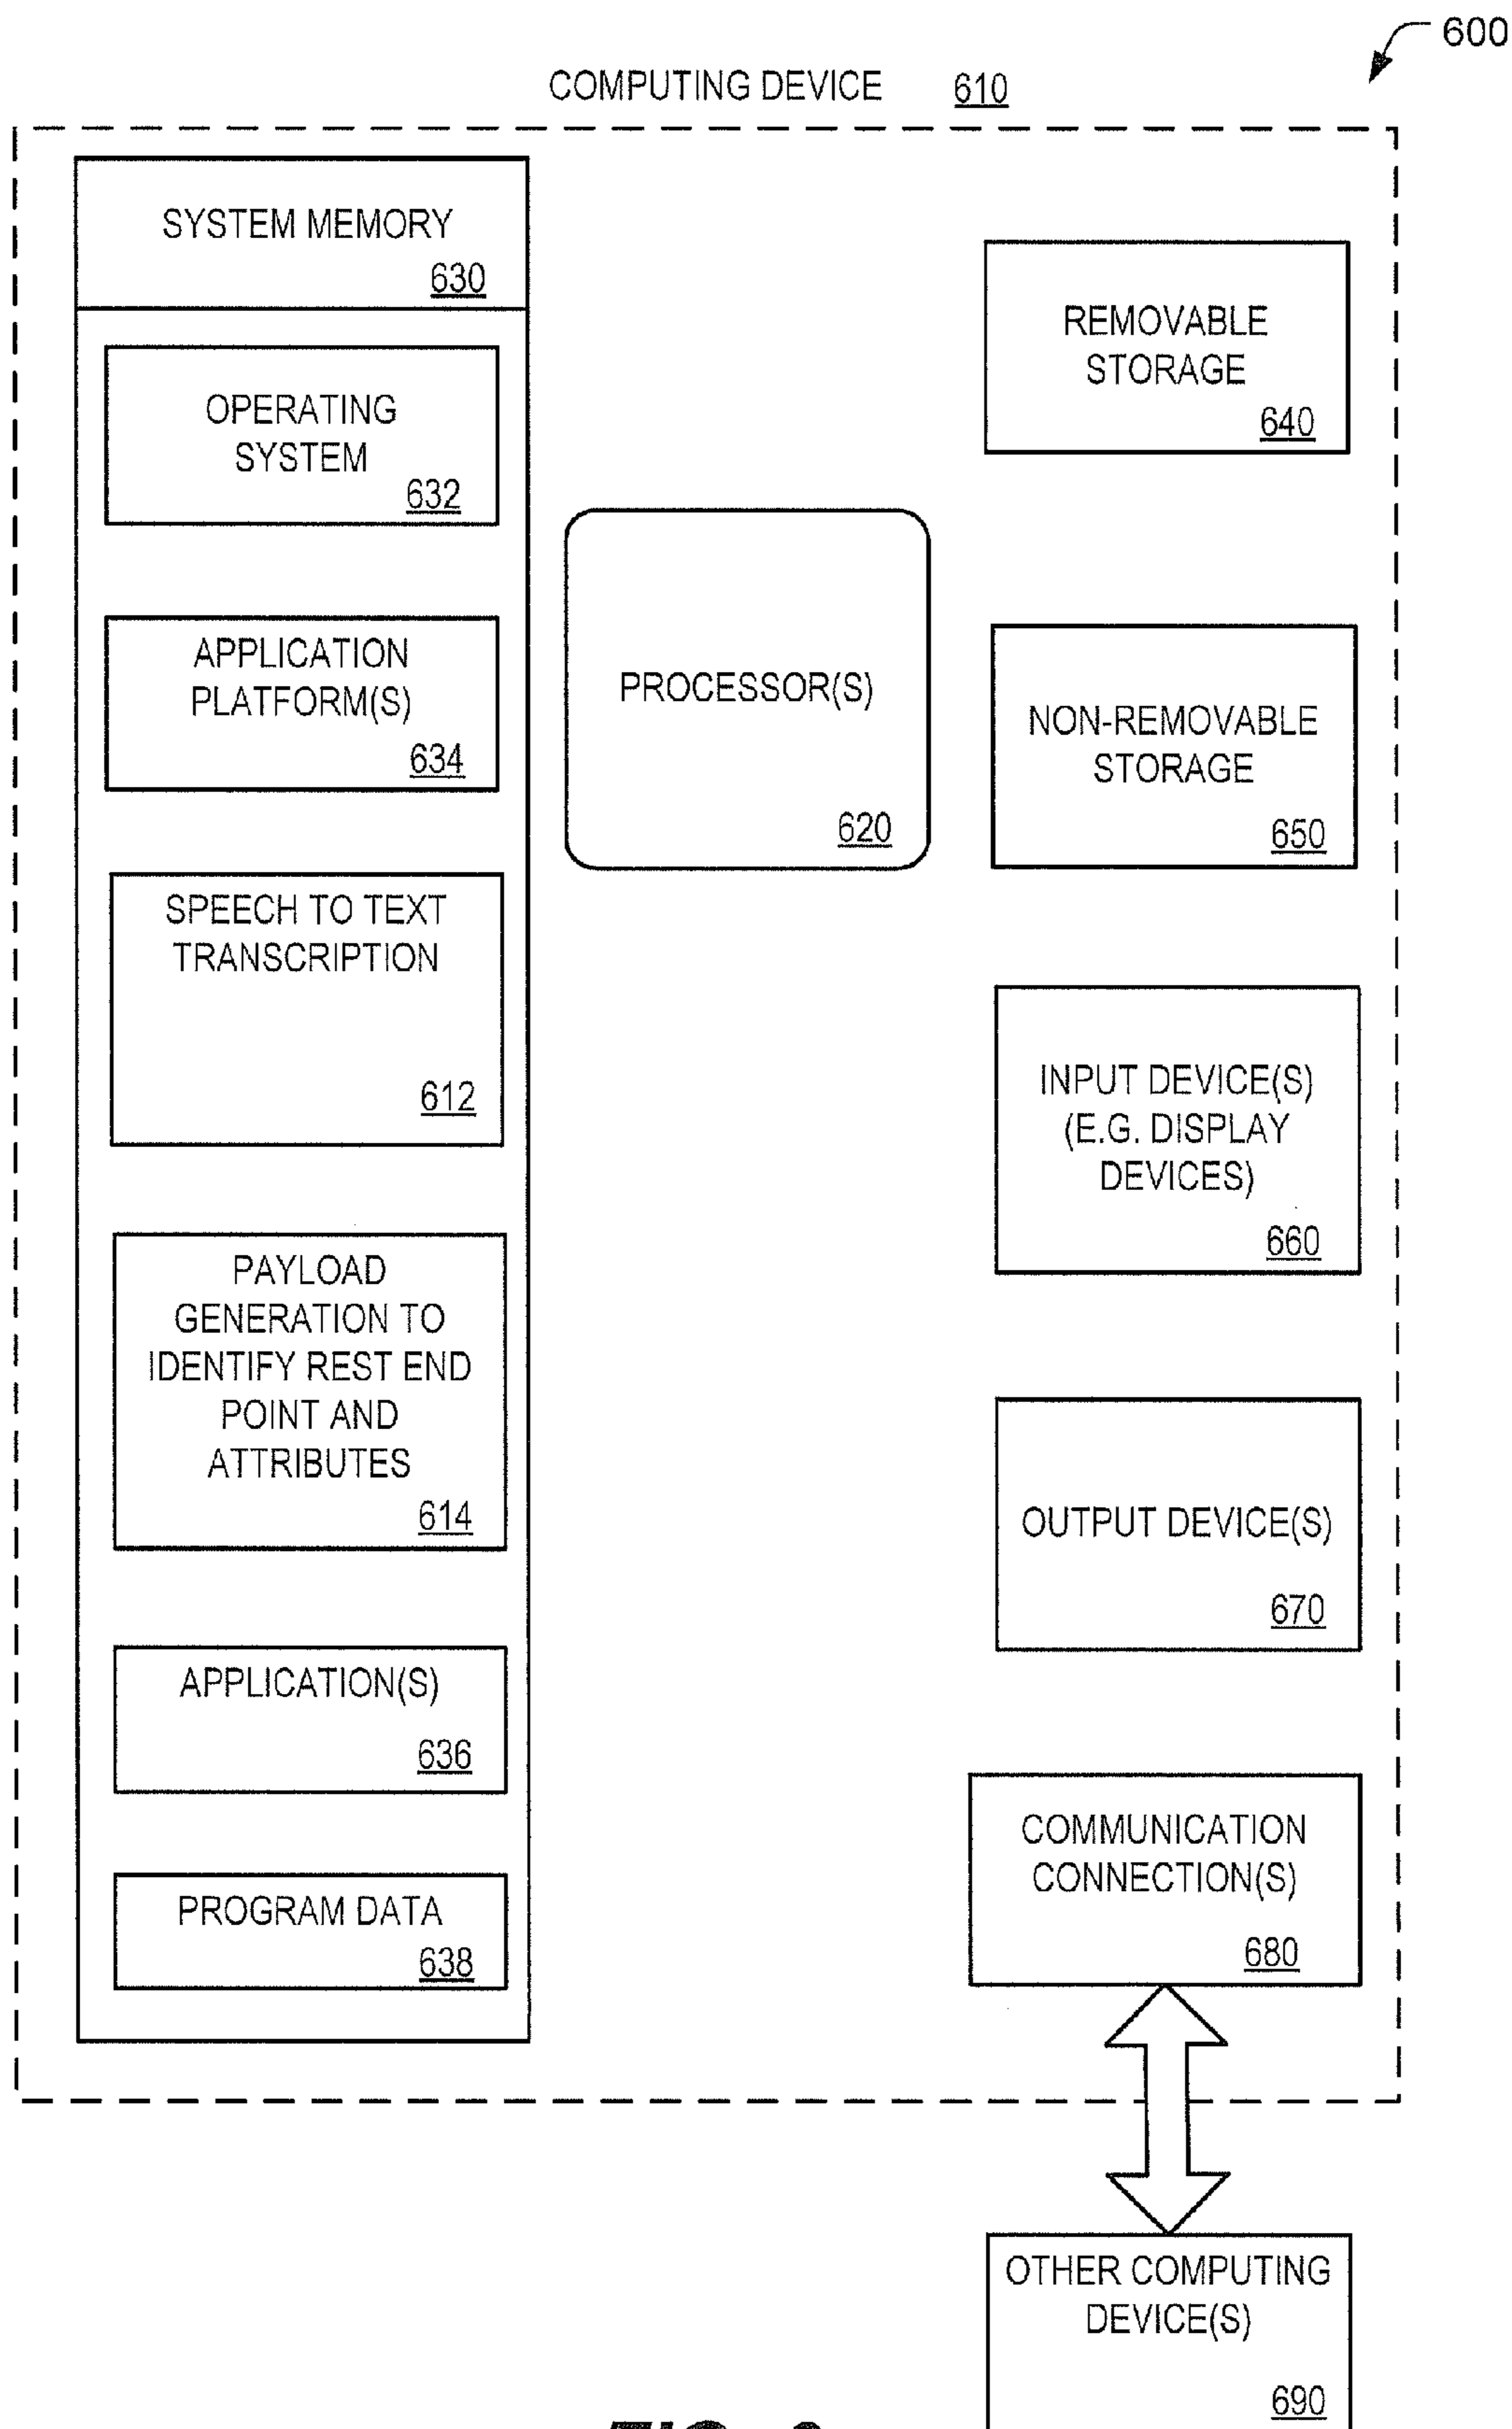 600
COMPUTING DEVICE 610
SYSTEM MEMORY
630
OPERATING
SYSTEM
632
APPLICATION
PLATFORM(S)
634
SPEECH TO TEXT
TRANSCRIPTION
612
PAYLOAD
GENERATION TO
IDENTIFY REST END
POINT AND
ATTRIBUTES
614
APPLICATION(S)
636
PROGRAM DATA
638
PROCESSOR(S)
620
REMOVABLE
STORAGE
640
NON-REMOVABLE
STORAGE
650
INPUT DEVICE(S)
(E.G. DISPLAY
DEVICES)
660
OUTPUT DEVICE(S)
670
COMMUNICATION
CONNECTION(S)
680
OTHER COMPUTING
DEVICE(S)
690